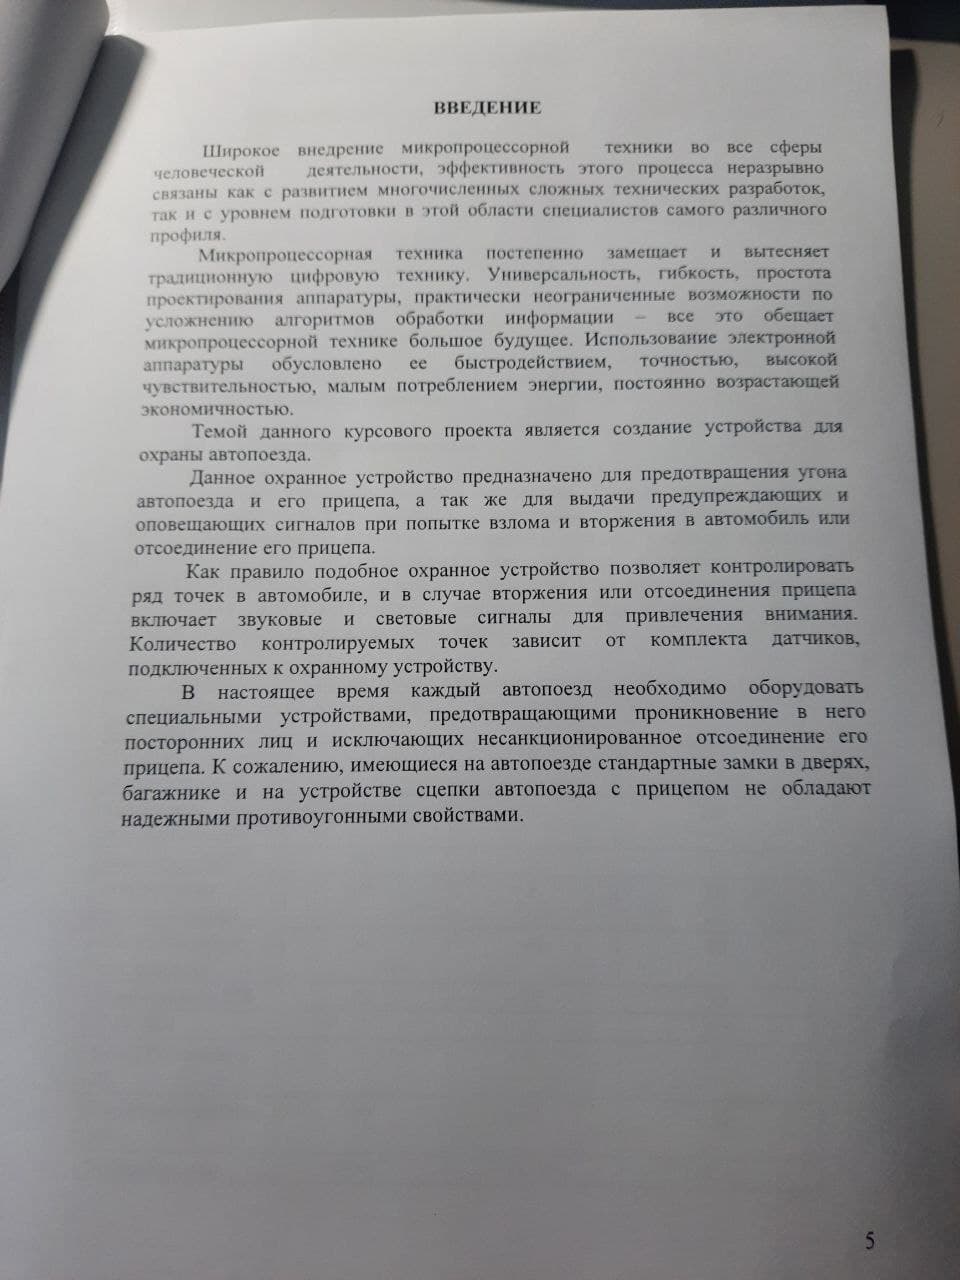 ВВЕДЕНИЕ
Широкое внедрение микропроцессорной техники во все сферы
человеческой деятельности, эффективность этого процесса неразрывно
связаны как с развитием многочисленных сложных технических разработок,
так и с уровнем подготовки в этой области специалистов самого различного
профиля.
Микропроцессорная техника постепенно замещает и вытесняет
традиционную цифровую технику. Универсальность, гибкость, простота
проектирования аппаратуры, практически неограниченные возможности по
усложнению алгоритмов обработки информации – все это обещает
микропроцессорной технике большое будущее. Использование электронной
аппаратуры обусловлено ее быстродействием, точностью, высокой
чувствительностью, малым потреблением энергии, постоянно возрастающей
экономичностью.
Темой данного курсового проекта является создание устройства для
охраны автопоезда.
Данное охранное устройство предназначено для предотвращения угона
автопоезда и его прицепа, а так же для выдачи предупреждающих и
оповещающих сигналов при попытке взлома и вторжения в автомобиль или
отсоединение его прицепа.
Как правило подобное охранное устройство позволяет контролировать
ряд точек в автомобиле, и в случае вторжения или отсоединения прицепа
включает звуковые и световые сигналы для привлечения внимания.
Количество контролируемых точек зависит от комплекта датчиков,
подключенных к охранному устройству.
В настоящее время каждый автопоезд необходимо оборудовать
специальными устройствами, предотвращающими проникновение в него
посторонних лиц и исключающих несанкционированное отсоединение его
прицепа. К сожалению, имеющиеся на автопоезде стандартные замки в дверях,
багажнике и на устройстве сцепки автопоезда с прицепом не обладают
надежными противоугонными свойствами.
5